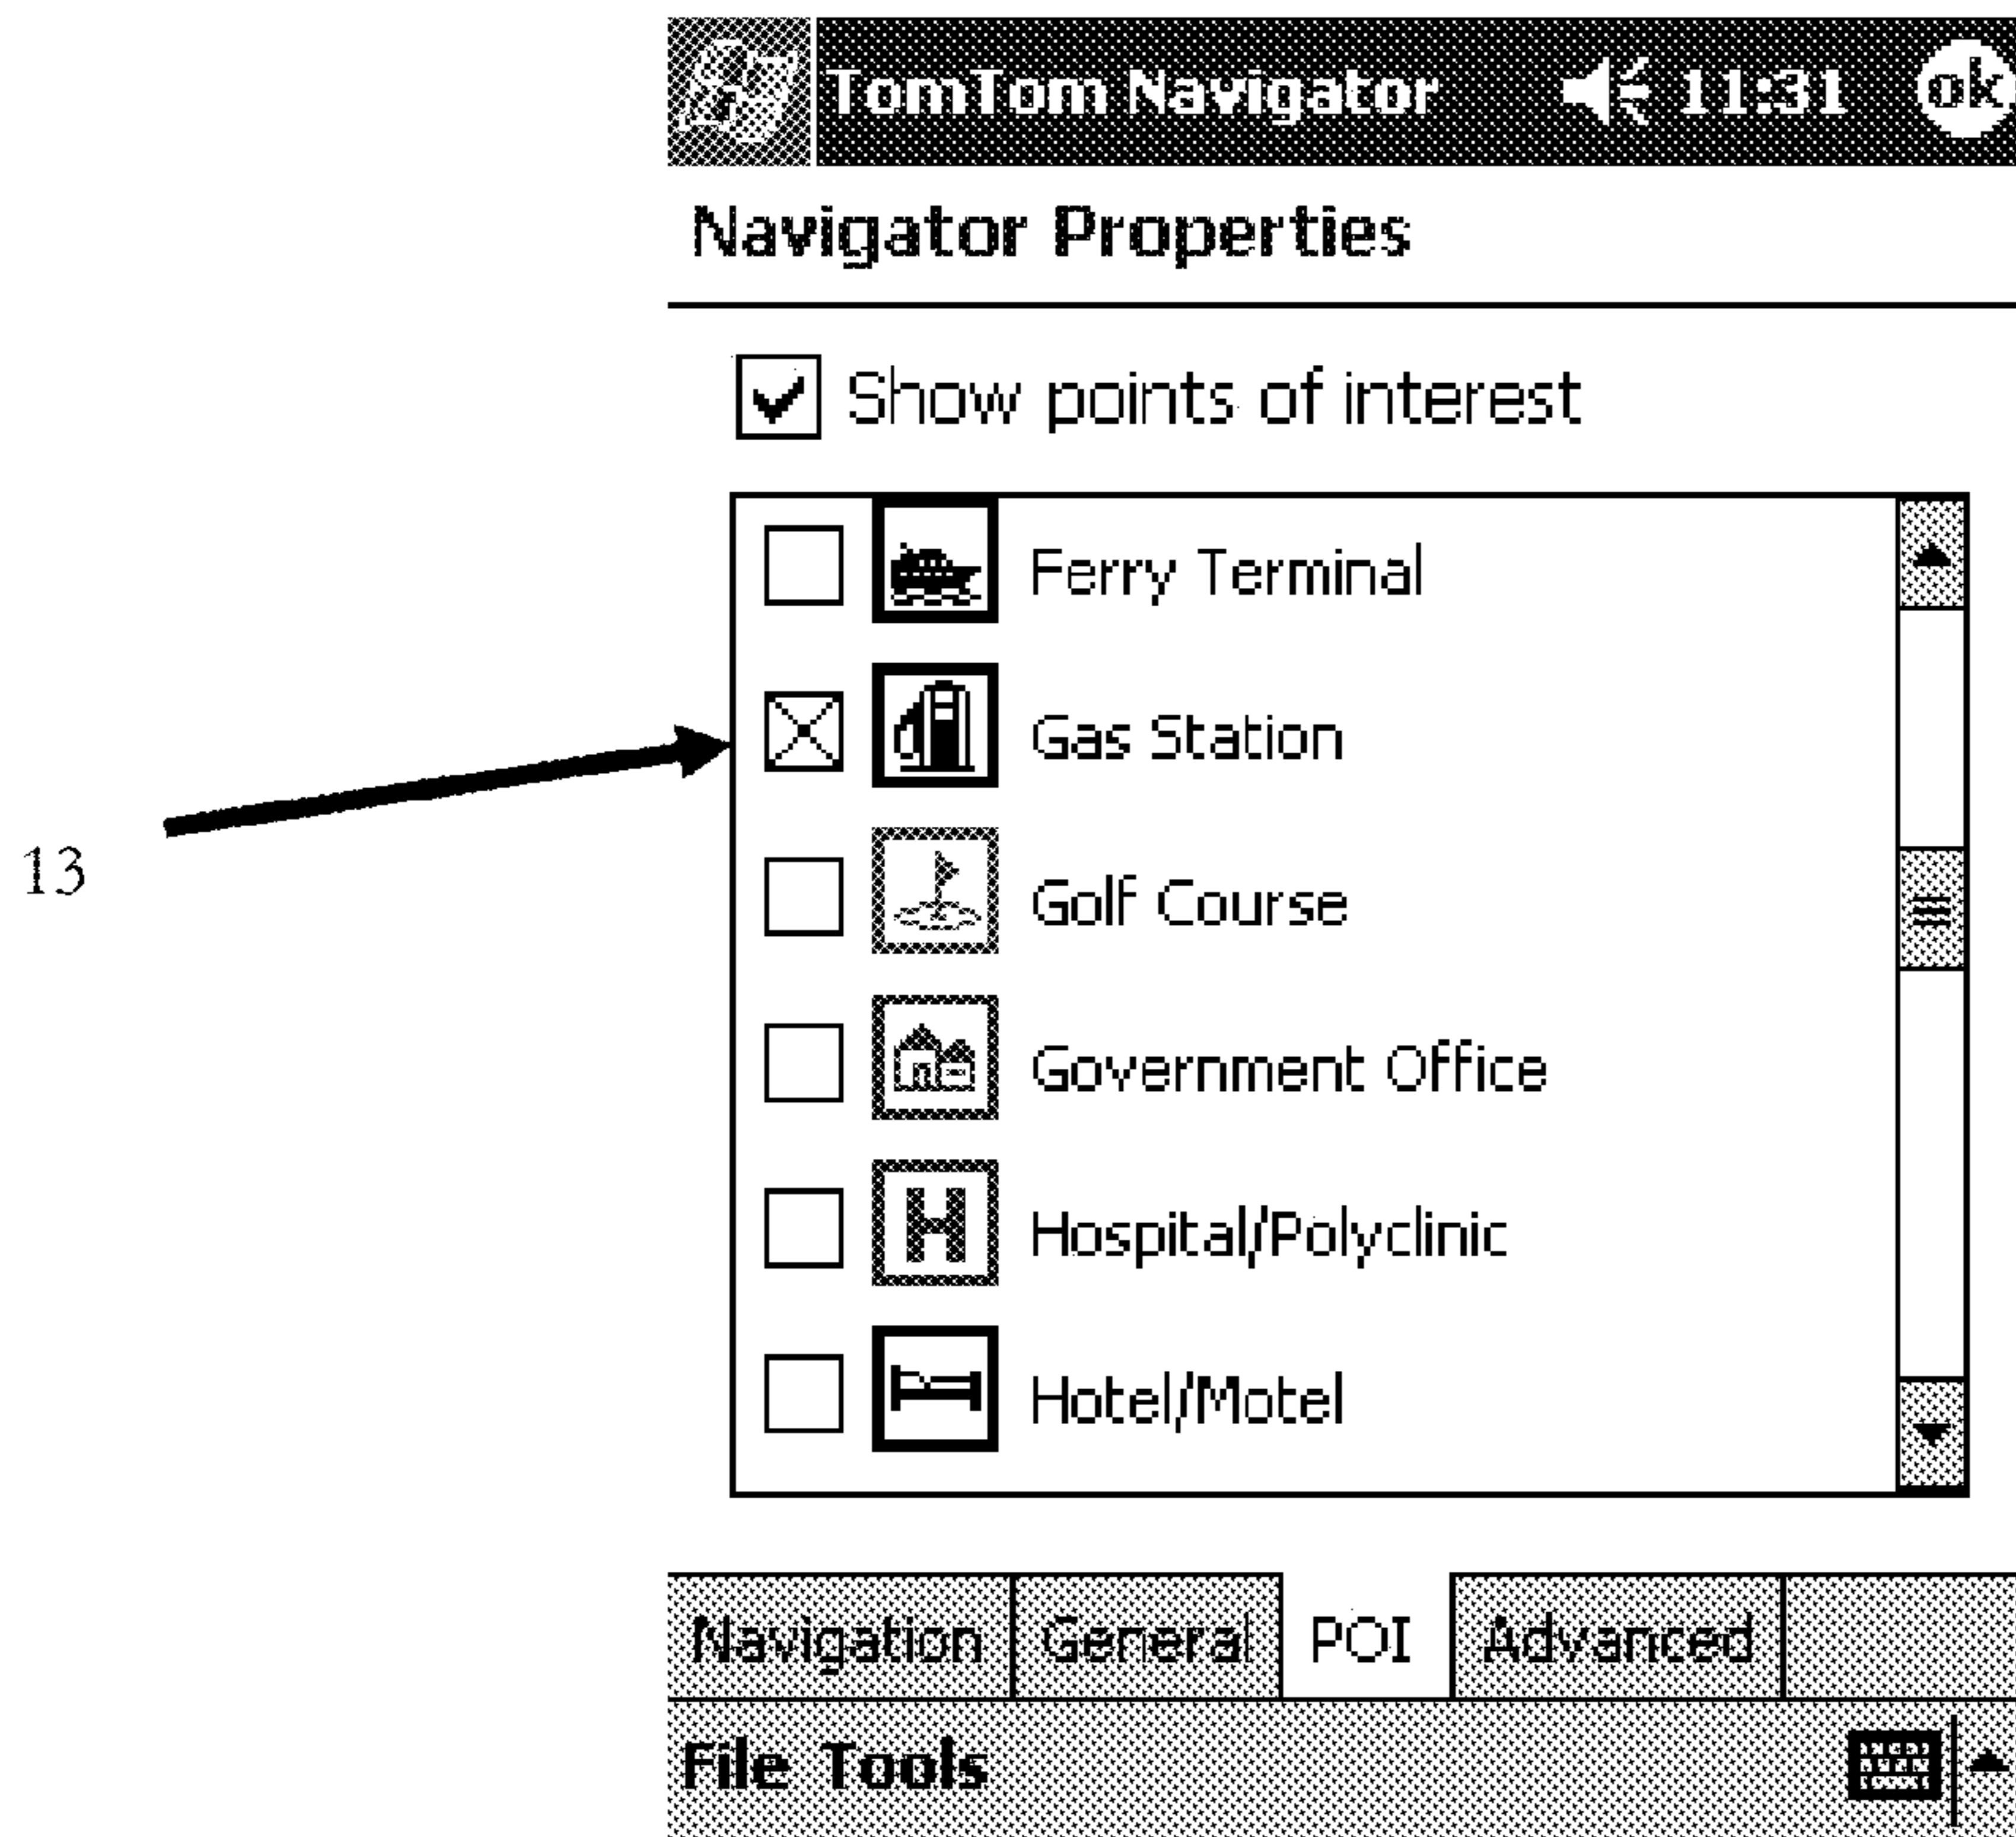 TomTom Navigator 11:31 ok
Navigator Properties
Show points of interest
Ferry Terminal
Gas Station
13
Golf Course
Government Office
H Hospital/Polyclinic
Hotel/Motel
Navigation General POI Advanced
File Tools